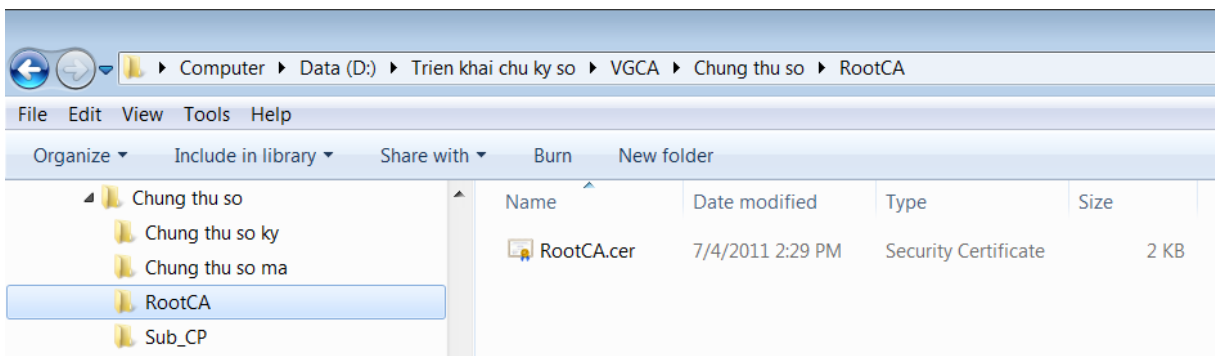 Computer Data (D:) Trien khai chu ky so VGCA Chung thu so RootCA
File Edit View Tools Help
Organize Include in library Share with Burn New folder
Chung thu so
Chung thu so ky
Chung thu so ma
RootCA
Sub_CP
Name Date modified Type Size
RootCA.cer 7/4/2011 2:29 PM Security Certificate 2 KB